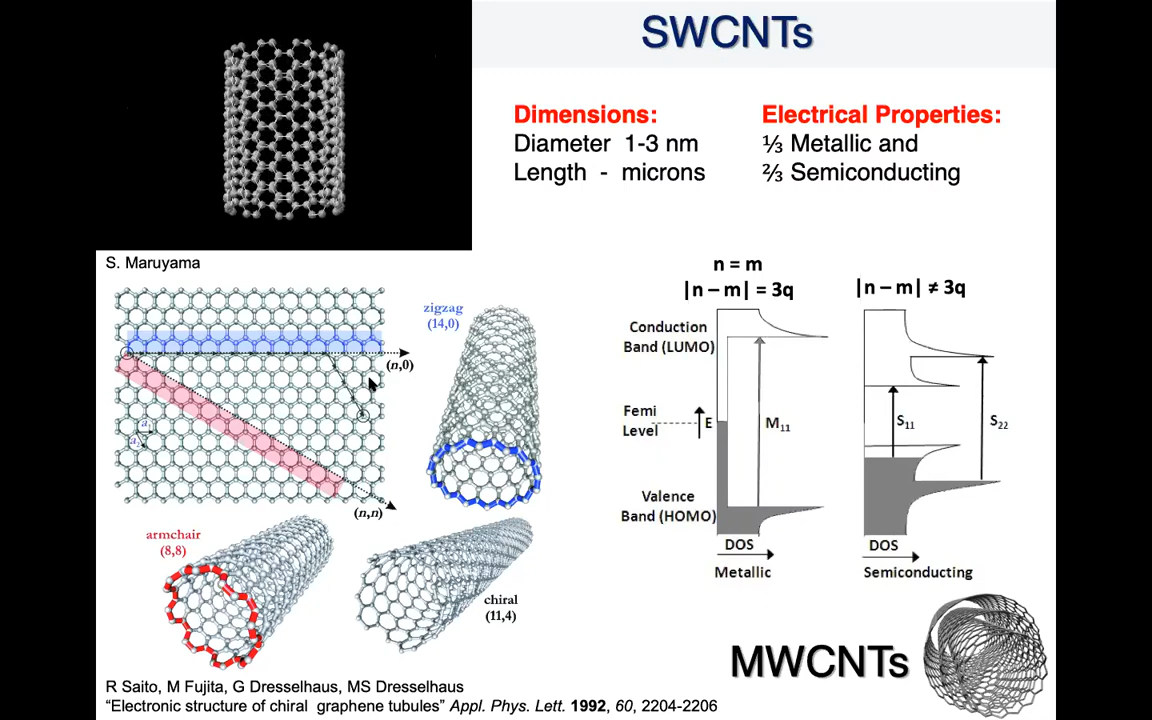 SWCNTs
Dimensions:
Diameter 1-3 nm
Length - microns
Electrical Properties:
⅓ Metallic and
⅔ Semiconducting
S. Maruyama
zigzag
(14,0)
(n,0)
a₁
a₂
(n,n)
armchair
(8,8)
chiral
(11,4)
n = m
|n – m| = 3q
|n – m| ≠ 3q
Conduction
Band (LUMO)
Femi
Level
E
M₁₁
S₁₁
S₂₂
Valence
Band (HOMO)
DOS
Metallic
DOS
Semiconducting
MWCNTs
R Saito, M Fujita, G Dresselhaus, MS Dresselhaus
“Electronic structure of chiral graphene tubules” Appl. Phys. Lett. 1992, 60, 2204-2206